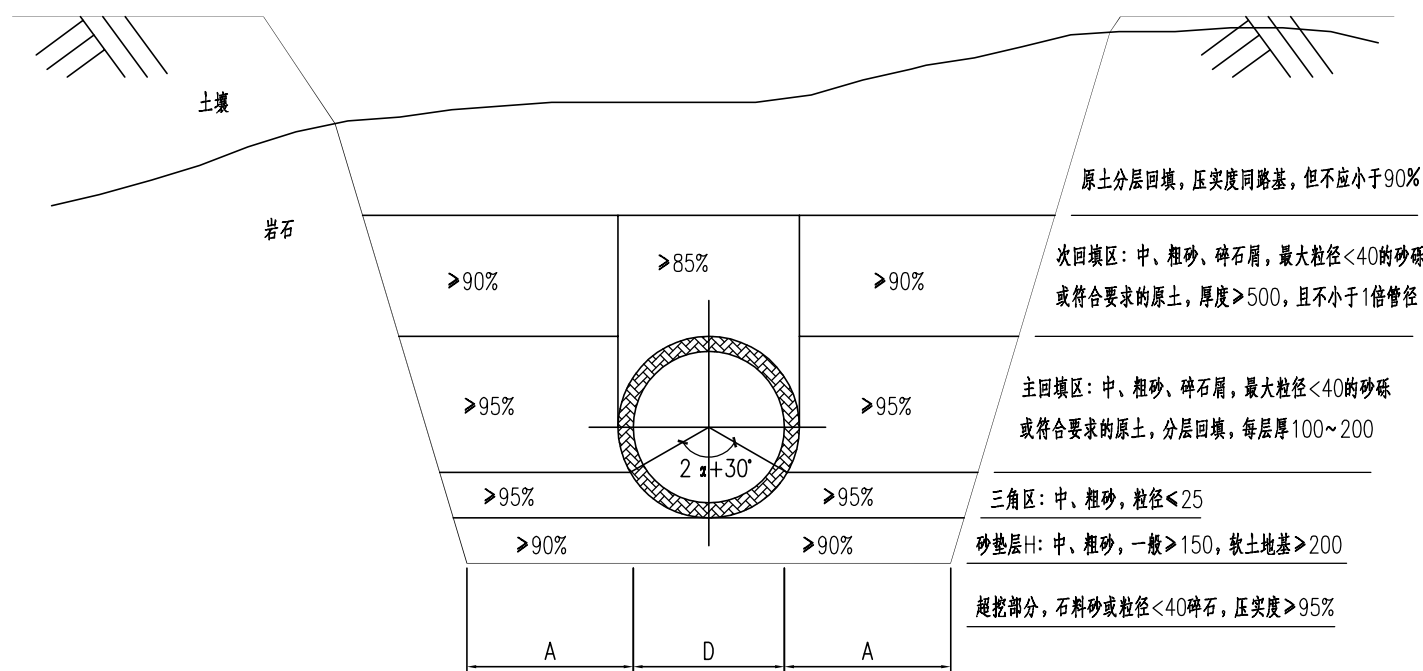 土壤
岩石
原土分层回填，压实度同路基，但不应小于90%
≥85%
≥90%
≥90%
次回填区：中、粗砂、碎石屑，最大粒径<40的砂砾
或符合要求的原土，厚度≥500，且不小于1倍管径
≥95%
≥95%
主回填区：中、粗砂、碎石屑，最大粒径<40的砂砾
或符合要求的原土，分层回填，每层厚100~200
2α+30°
≥95%
≥95%
三角区：中、粗砂，粒径≤25
≥90%
≥90%
砂垫层H：中、粗砂，一般≥150，软土地基≥200
超挖部分，石料砂或粒径<40碎石，压实度≥95%
A
D
A